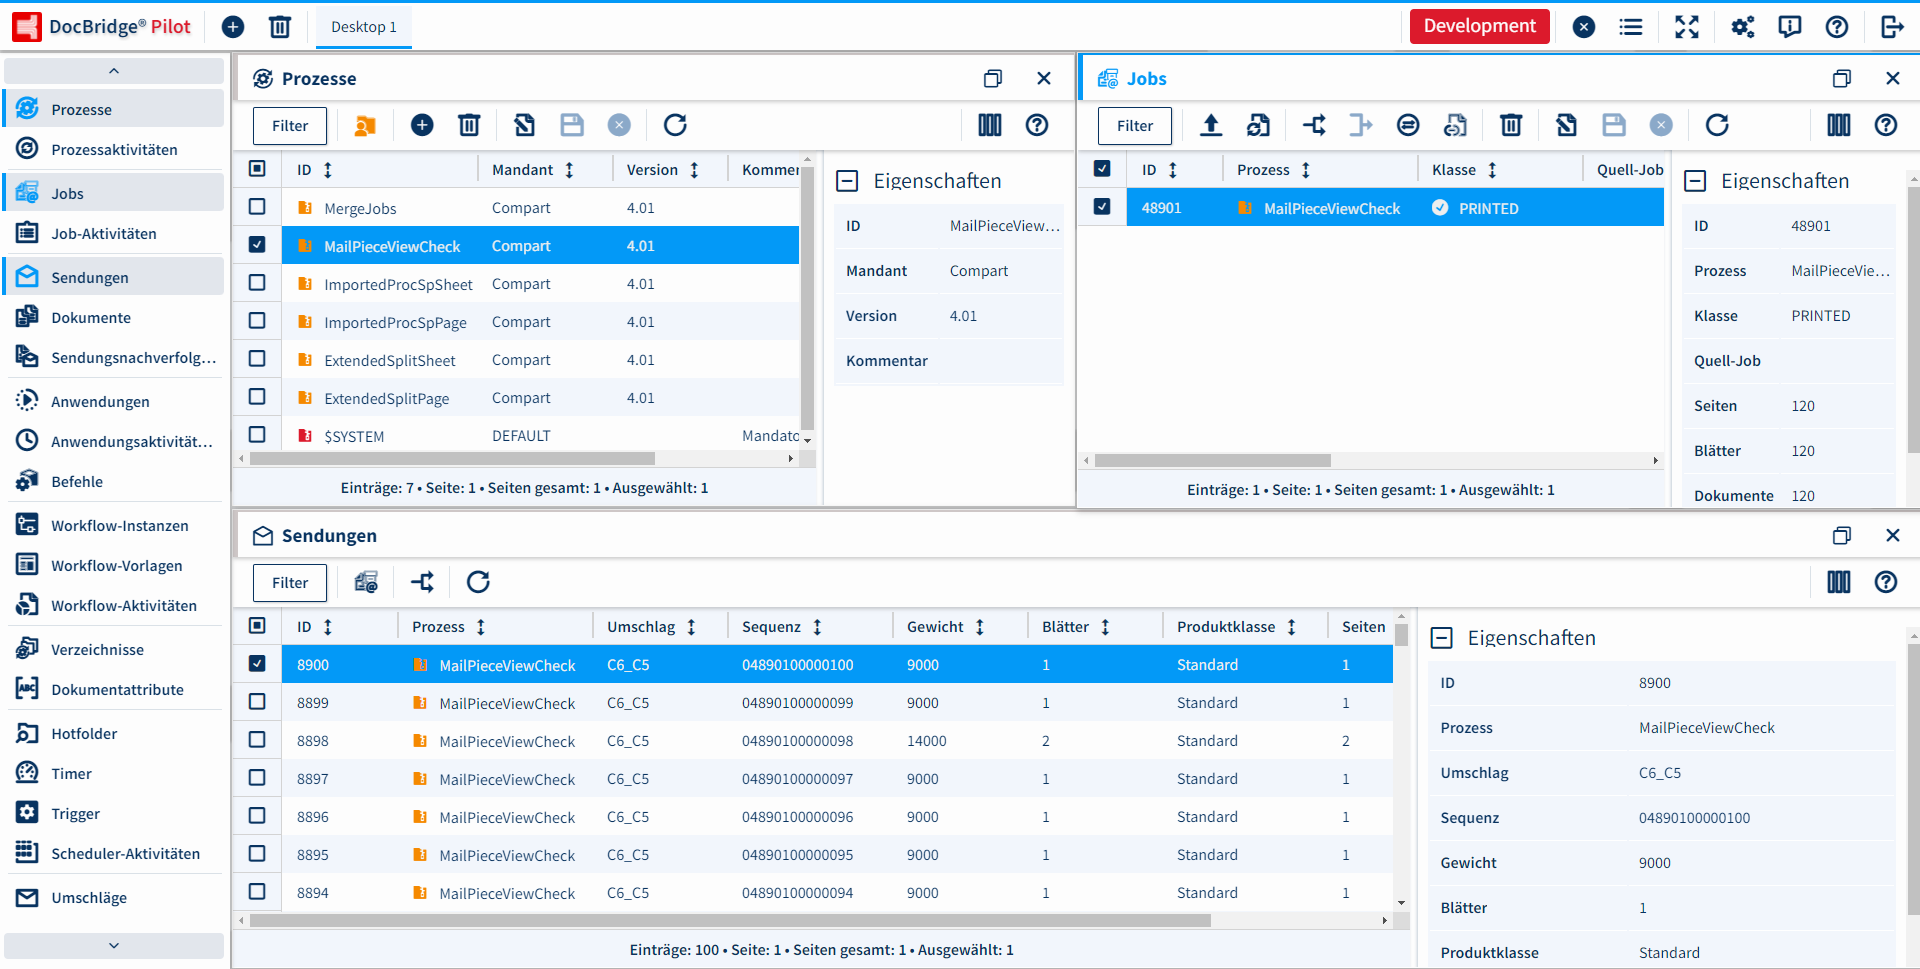 DocBridge® Pilot
Desktop 1
Development
Prozesse
Prozessaktivitäten
Jobs
Job-Aktivitäten
Sendungen
Dokumente
Sendungsnachverfolg...
Anwendungen
Anwendungsaktivität...
Befehle
Workflow-Instanzen
Workflow-Vorlagen
Workflow-Aktivitäten
Verzeichnisse
Dokumentattribute
Hotfolder
Timer
Trigger
Scheduler-Aktivitäten
Umschläge
Prozesse
Filter
ID Mandant Version Kommen
MergeJobs Compart 4.01
MailPieceViewCheck Compart 4.01
ImportedProcSpSheet Compart 4.01
ImportedProcSpPage Compart 4.01
ExtendedSplitSheet Compart 4.01
ExtendedSplitPage Compart 4.01
$SYSTEM DEFAULT Mandato
Einträge: 7 • Seite: 1 • Seiten gesamt: 1 • Ausgewählt: 1
Eigenschaften
ID MailPieceView...
Mandant Compart
Version 4.01
Kommentar
Jobs
Filter
ID Prozess Klasse Quell-Job
48901 MailPieceViewCheck PRINTED
Einträge: 1 • Seite: 1 • Seiten gesamt: 1 • Ausgewählt: 1
Eigenschaften
ID 48901
Prozess MailPieceVie...
Klasse PRINTED
Quell-Job
Seiten 120
Blätter 120
Dokumente 120
Sendungen
Filter
ID Prozess Umschlag Sequenz Gewicht Blätter Produktklasse Seiten
8900 MailPieceViewCheck C6_C5 04890100000100 9000 1 Standard 1
8899 MailPieceViewCheck C6_C5 04890100000099 9000 1 Standard 1
8898 MailPieceViewCheck C6_C5 04890100000098 14000 2 Standard 2
8897 MailPieceViewCheck C6_C5 04890100000097 9000 1 Standard 1
8896 MailPieceViewCheck C6_C5 04890100000096 9000 1 Standard 1
8895 MailPieceViewCheck C6_C5 04890100000095 9000 1 Standard 1
8894 MailPieceViewCheck C6_C5 04890100000094 9000 1 Standard 1
Einträge: 100 • Seite: 1 • Seiten gesamt: 1 • Ausgewählt: 1
Eigenschaften
ID 8900
Prozess MailPieceViewCheck
Umschlag C6_C5
Sequenz 04890100000100
Gewicht 9000
Blätter 1
Produktklasse Standard